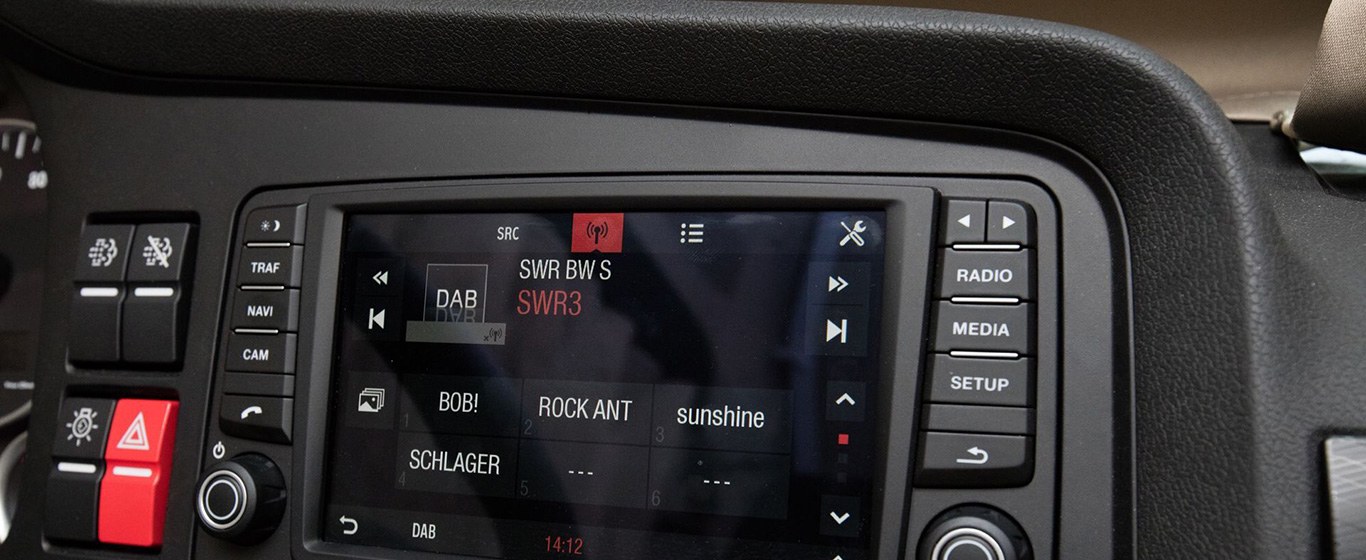 80
TRAF
NAVI
CAM
SRC
DAB
SWR BW S
SWR3
1 BOB!
2 ROCK ANT
3 sunshine
4 SCHLAGER
5 ---
6 ---
DAB
14:12
RADIO
MEDIA
SETUP